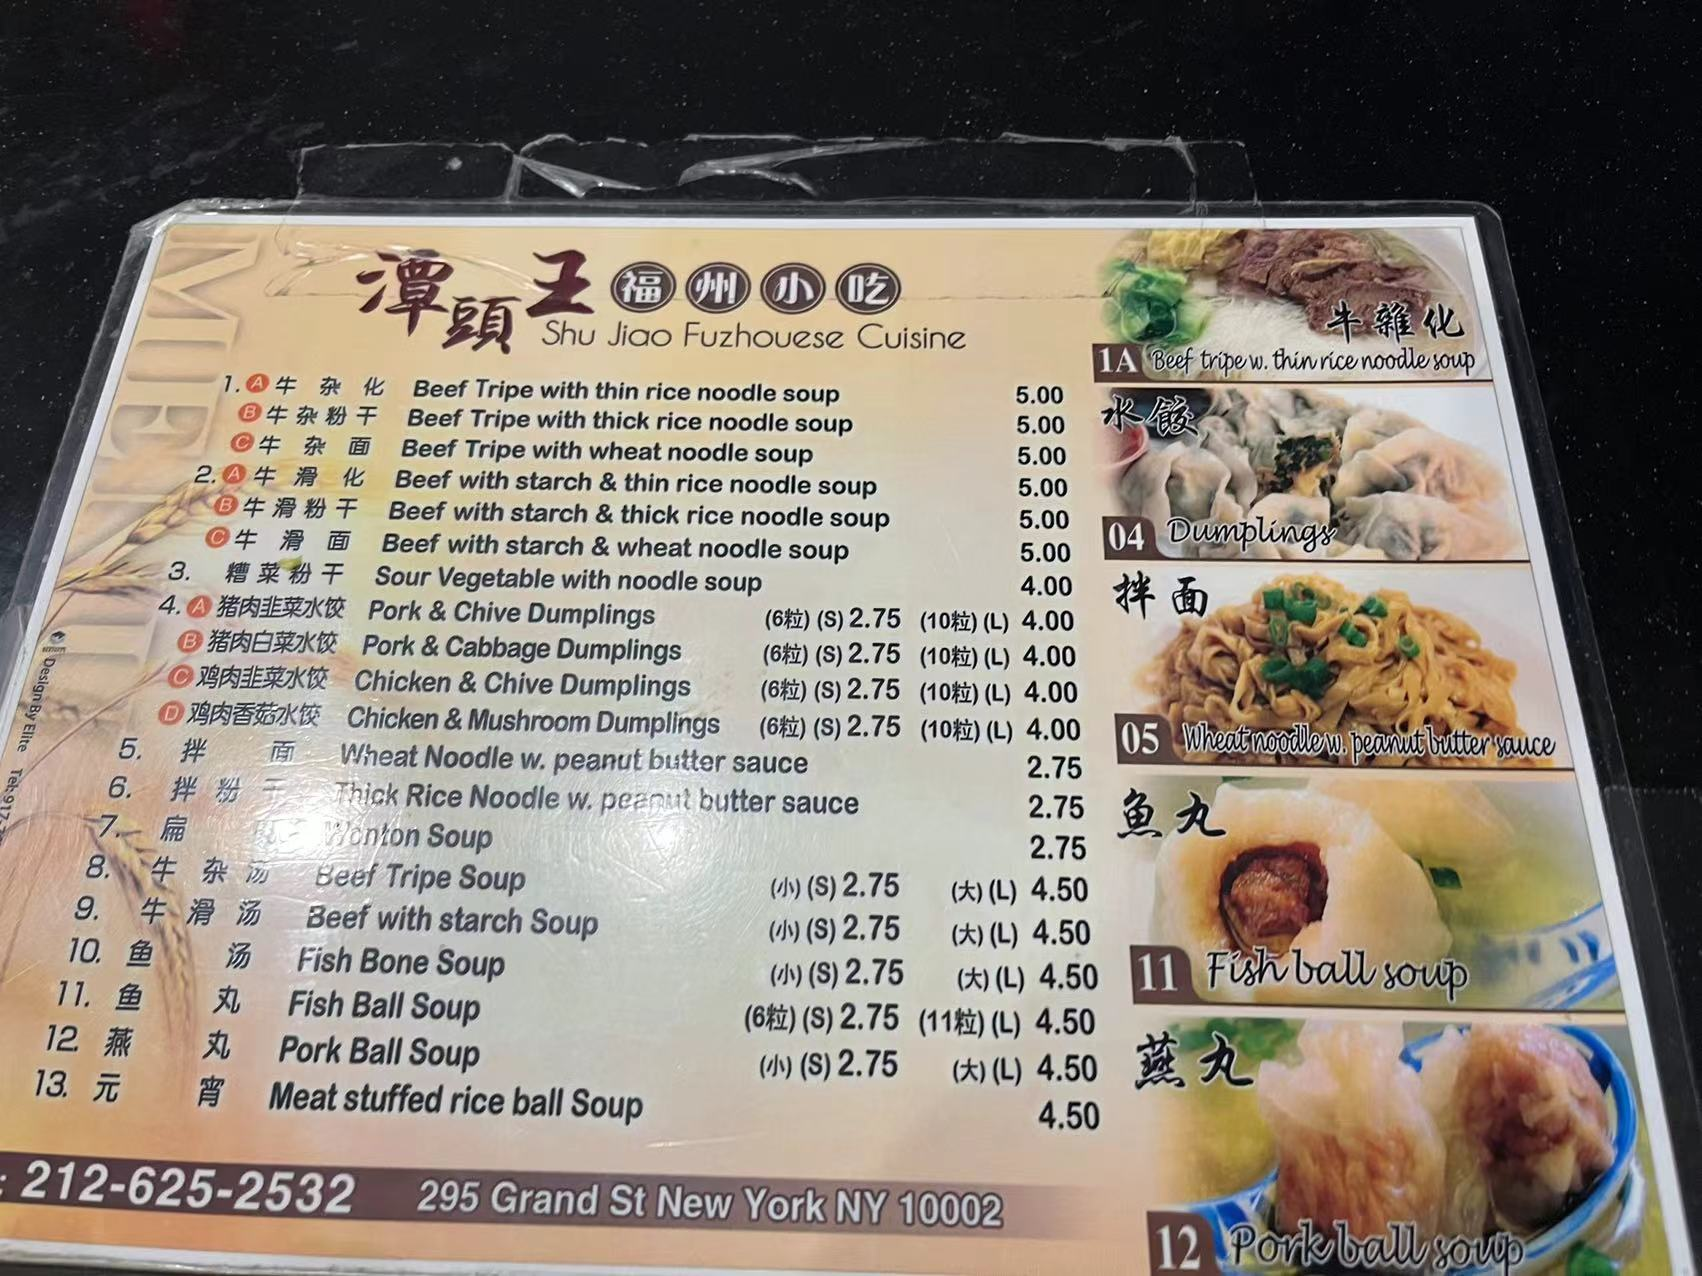 MENU
潭頭王 福州小吃
Shu Jiao Fuzhouese Cuisine
1. A 牛杂化 Beef Tripe with thin rice noodle soup 5.00
B 牛杂粉干 Beef Tripe with thick rice noodle soup 5.00
C 牛杂面 Beef Tripe with wheat noodle soup 5.00
2. A 牛滑化 Beef with starch & thin rice noodle soup 5.00
B 牛滑粉干 Beef with starch & thick rice noodle soup 5.00
C 牛滑面 Beef with starch & wheat noodle soup 5.00
3. 糟菜粉干 Sour Vegetable with noodle soup 4.00
4. A 猪肉韭菜水饺 Pork & Chive Dumplings (6粒) (S) 2.75 (10粒) (L) 4.00
B 猪肉白菜水饺 Pork & Cabbage Dumplings (6粒) (S) 2.75 (10粒) (L) 4.00
C 鸡肉韭菜水饺 Chicken & Chive Dumplings (6粒) (S) 2.75 (10粒) (L) 4.00
D 鸡肉香菇水饺 Chicken & Mushroom Dumplings (6粒) (S) 2.75 (10粒) (L) 4.00
5. 拌面 Wheat Noodle w. peanut butter sauce 2.75
6. 拌粉干 Thick Rice Noodle w. peanut butter sauce 2.75
7. 扁 Wonton Soup 2.75
8. 牛杂汤 Beef Tripe Soup (小) (S) 2.75 (大) (L) 4.50
9. 牛滑汤 Beef with starch Soup (小) (S) 2.75 (大) (L) 4.50
10. 鱼汤 Fish Bone Soup (小) (S) 2.75 (大) (L) 4.50
11. 鱼丸 Fish Ball Soup (6粒) (S) 2.75 (11粒) (L) 4.50
12. 燕丸 Pork Ball Soup (小) (S) 2.75 (大) (L) 4.50
13. 元宵 Meat stuffed rice ball Soup 4.50
212-625-2532 295 Grand St New York NY 10002
Design By Elite Tel:917-
牛雜化
1A Beef tripe w. thin rice noodle soup
水餃
04 Dumplings
拌面
05 Wheat noodle w. peanut butter sauce
魚丸
11 Fish ball soup
燕丸
12 Pork ball soup